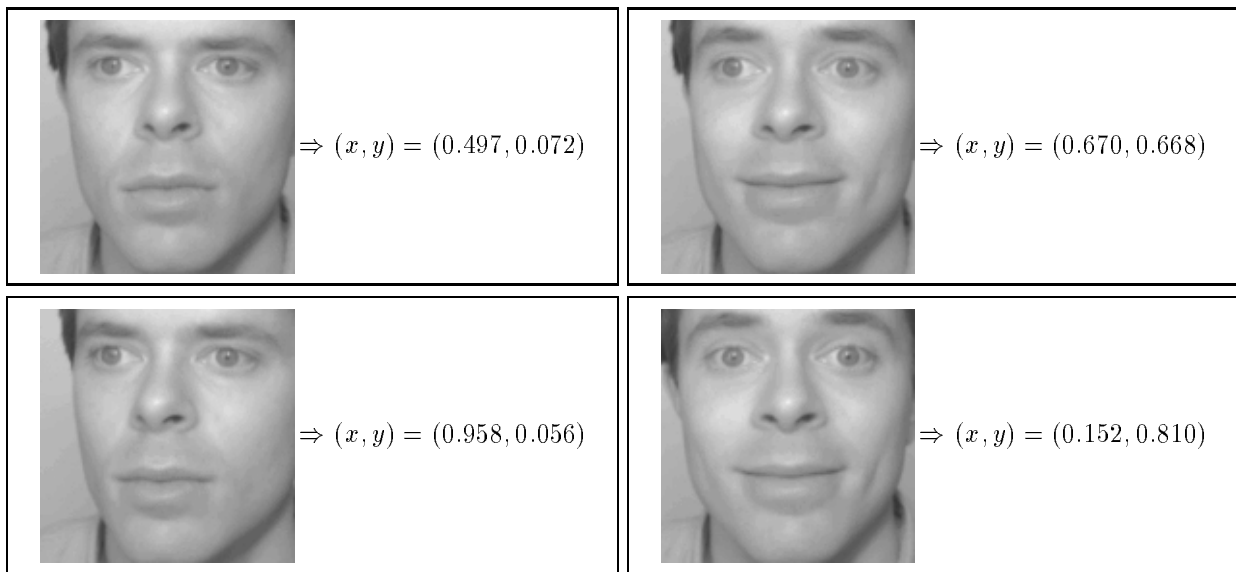 ⇒ (x, y) = (0.497, 0.072)
⇒ (x, y) = (0.670, 0.668)
⇒ (x, y) = (0.958, 0.056)
⇒ (x, y) = (0.152, 0.810)